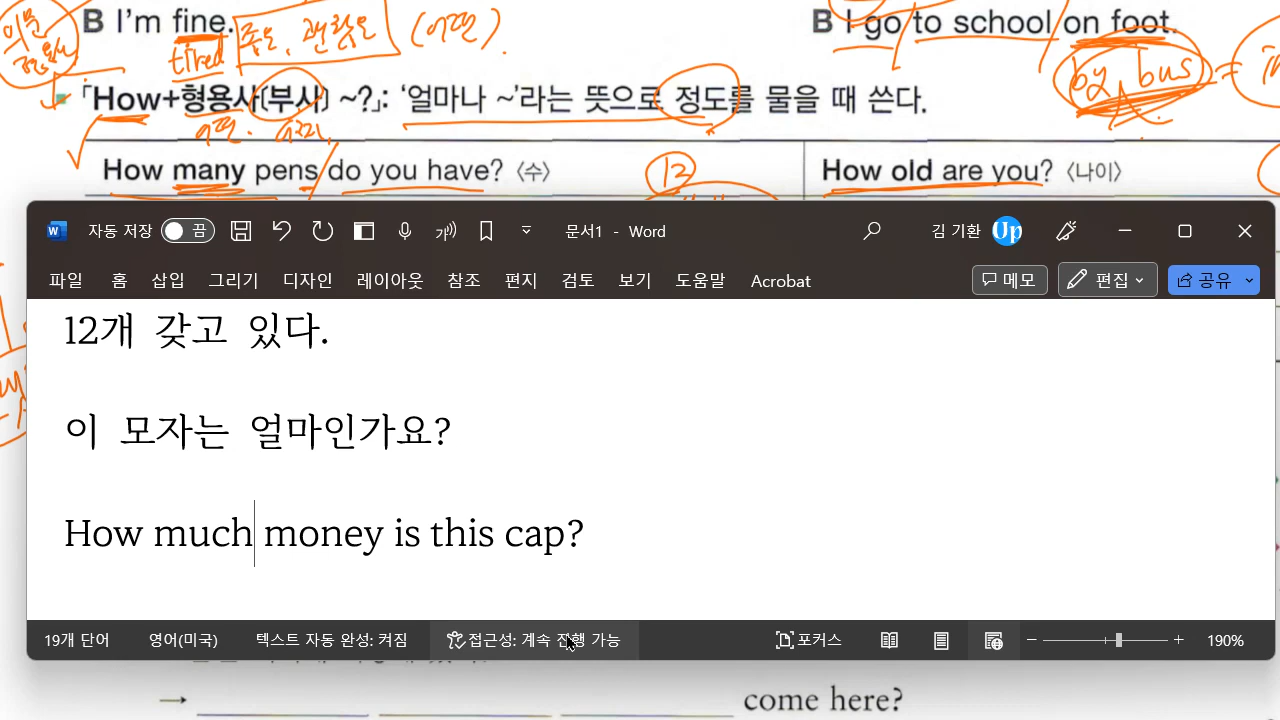 의문
B I'm fine.
tired
좋은, 괜찮은 (어떤).
B I go to school on foot.
by bus =
「How+형용사(부사) ~?」: '얼마나 ~'라는 뜻으로 정도를 물을 때 쓴다.
How many pens do you have? 〈수〉
12
How old are you? 〈나이〉
자동 저장 끔 문서1 - Word 김 기환 Up
파일 홈 삽입 그리기 디자인 레이아웃 참조 편지 검토 보기 도움말 Acrobat 메모 편집 공유
12개 갖고 있다.
이 모자는 얼마인가요?
How much money is this cap?
19개 단어 영어(미국) 텍스트 자동 완성: 켜짐 접근성: 계속 진행 가능 포커스 190%
→ come here?